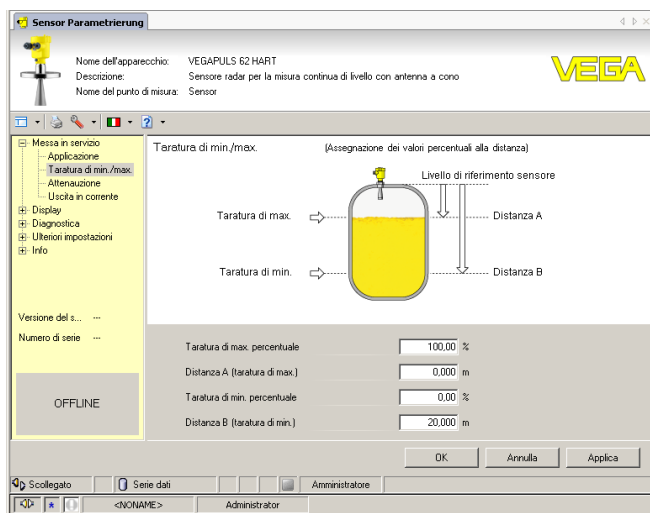 Sensor Parametrierung
Nome dell'apparecchio: VEGAPULS 62 HART
Descrizione: Sensore radar per la misura continua di livello con antenna a cono
Nome del punto di misura: Sensor
VEGA
Messa in servizio
Applicazione
Taratura di min./max.
Attenauzione
Uscita in corrente
Display
Diagnostica
Ulteriori impostazioni
Info
Versione del s... ---
Numero di serie ---
OFFLINE
Taratura di min./max. (Assegnazione dei valori percentuali alla distanza)
Livello di riferimento sensore
Taratura di max. Distanza A
Taratura di min. Distanza B
Taratura di max. percentuale 100,00 %
Distanza A (taratura di max.) 0,000 m
Taratura di min. percentuale 0,00 %
Distanza B (taratura di min.) 20,000 m
OK Annulla Applica
Scollegato Serie dati Amministratore
<NONAME> Administrator